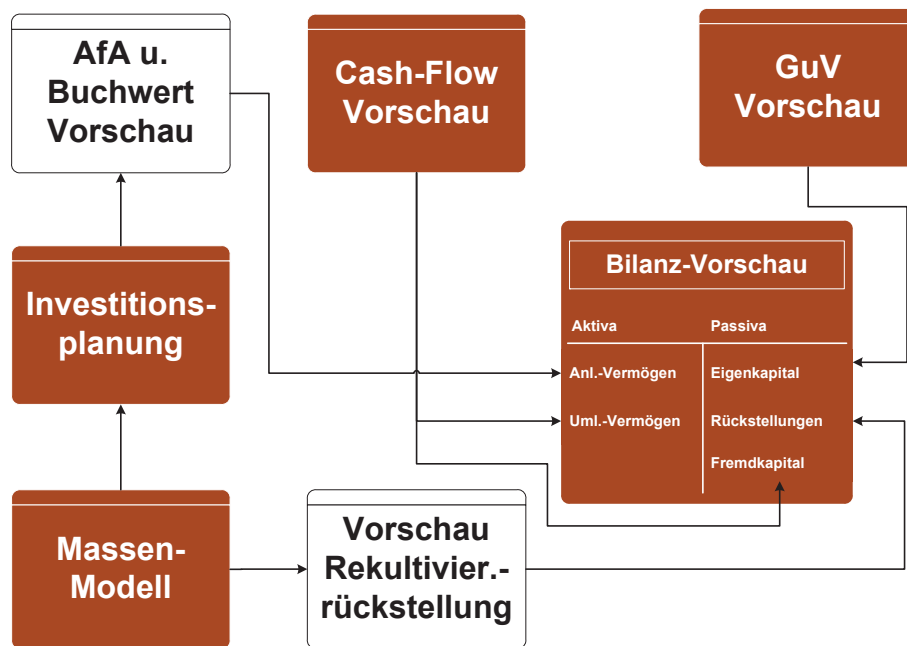 AfA u.
Buchwert
Vorschau
Cash-Flow
Vorschau
GuV
Vorschau
Investitions-
planung
Bilanz-Vorschau
Aktiva
Passiva
Anl.-Vermögen
Eigenkapital
Uml.-Vermögen
Rückstellungen
Fremdkapital
Massen-
Modell
Vorschau
Rekultivier.-
rückstellung